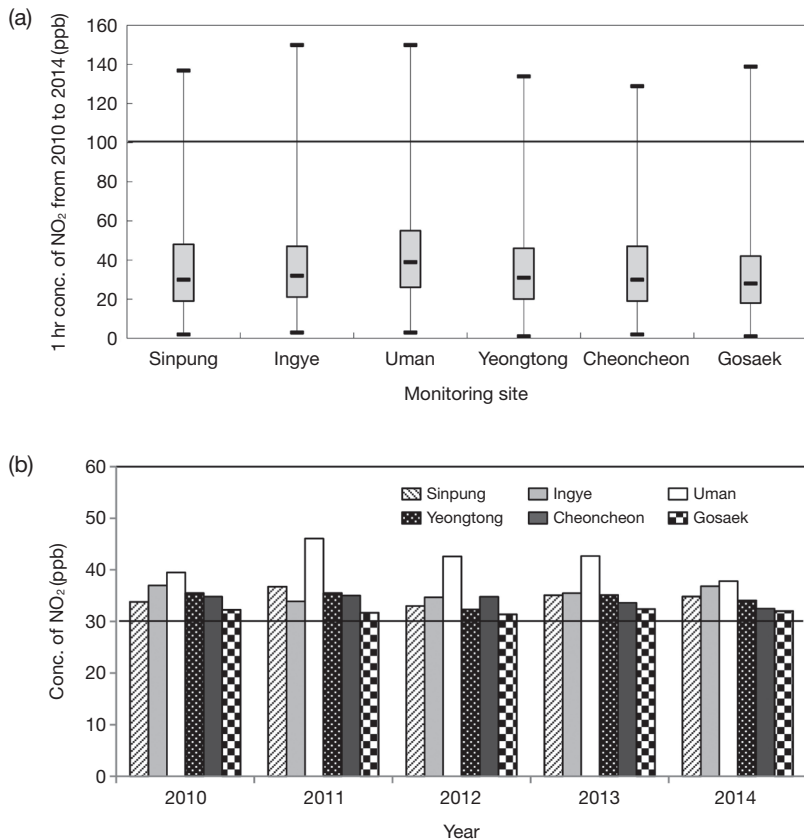 (a)
1 hr conc. of NO₂ from 2010 to 2014 (ppb)
160
140
120
100
80
60
40
20
0
Sinpung Ingye Uman Yeongtong Cheoncheon Gosaek
Monitoring site
(b)
Conc. of NO₂ (ppb)
60
50
40
30
20
10
0
Sinpung Ingye Uman
Yeongtong Cheoncheon Gosaek
2010 2011 2012 2013 2014
Year